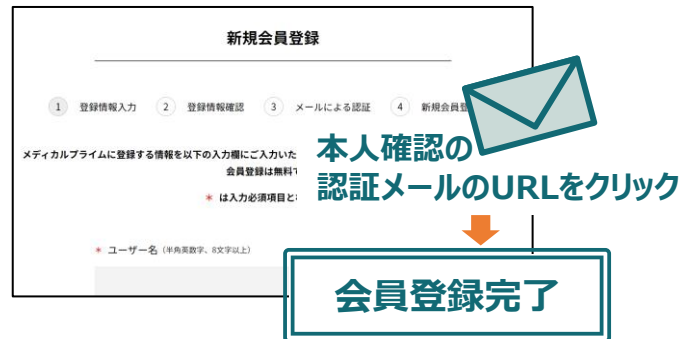 新規会員登録
1 登録情報入力 2 登録情報確認 3 メールによる認証 4 新規会員登
メディカルプライムに登録する情報を以下の入力欄にご入力いた
会員登録は無料
* は入力必須項目と
* ユーザー名 (半角英数字、8文字以上)
本人確認の
認証メールのURLをクリック
会員登録完了